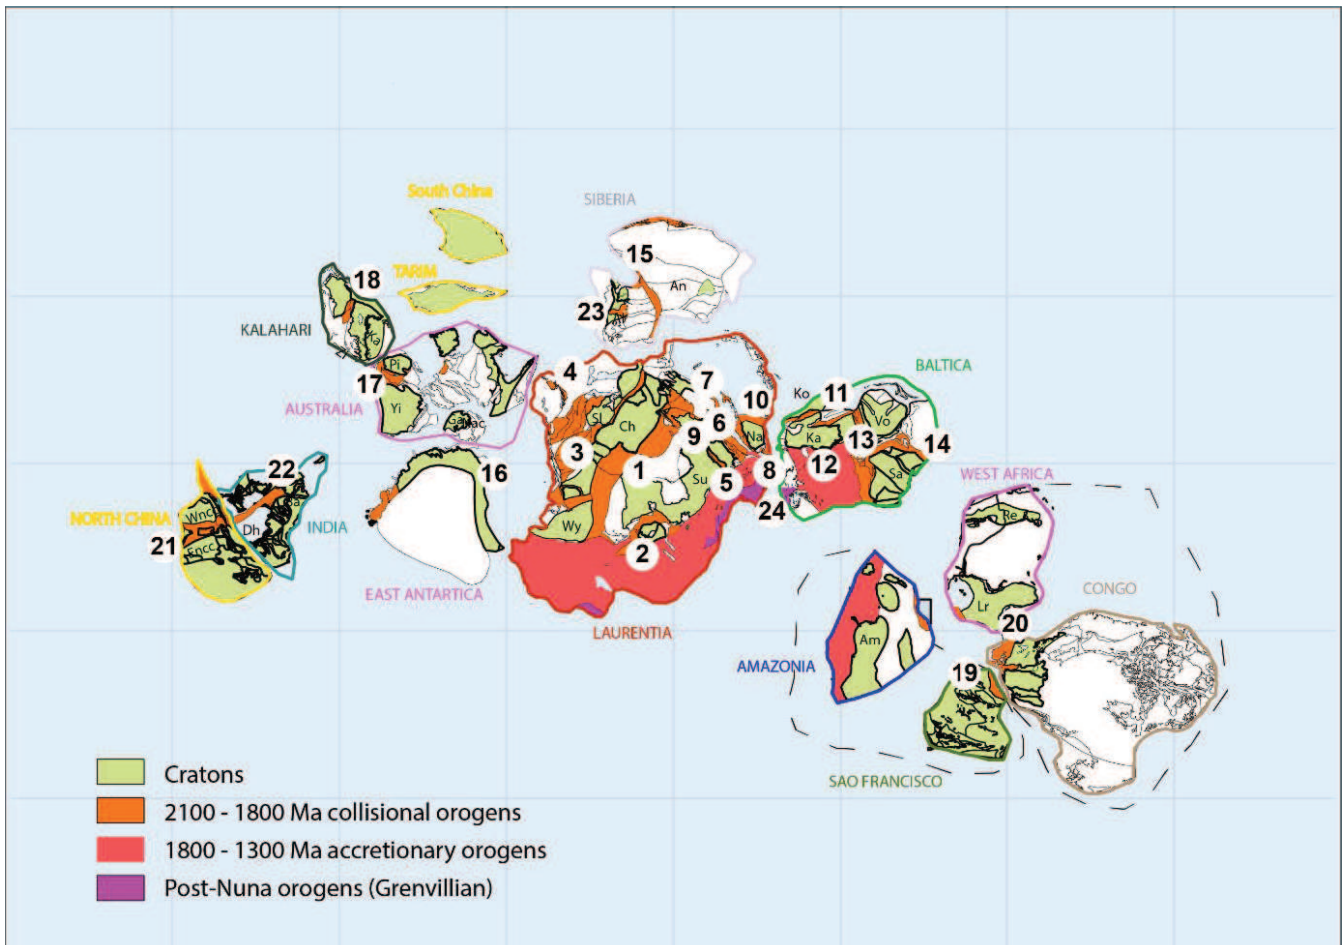 South China
SIBERIA
15
18
TARIM
An
23
KALAHARI
Ka
Pi
4
7
BALTICA
17
10
Ko
11
AUSTRALIA
Yi
Sl
Ch
6
Vo
9
Na
Ka
13
14
3
12
22
16
1
8
WEST AFRICA
5
Su
Sa
24
Wnc
NORTH CHINA
Dh
INDIA
Wy
Re
21
Encc
2
EAST ANTARTICA
CONGO
Lr
LAURENTIA
20
Am
AMAZONIA
19
SAO FRANCISCO
Cratons
2100 - 1800 Ma collisional orogens
1800 - 1300 Ma accretionary orogens
Post-Nuna orogens (Grenvillian)